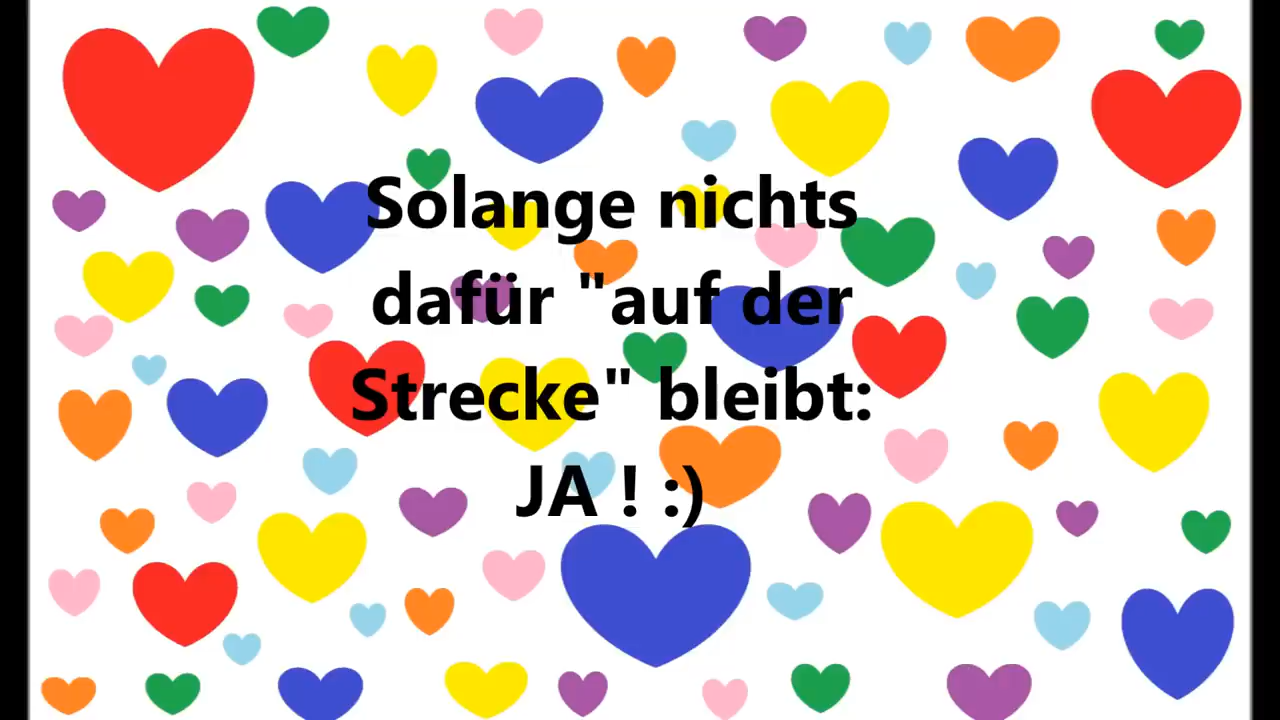 Solange nichts
dafür "auf der
Strecke" bleibt:
JA ! :)